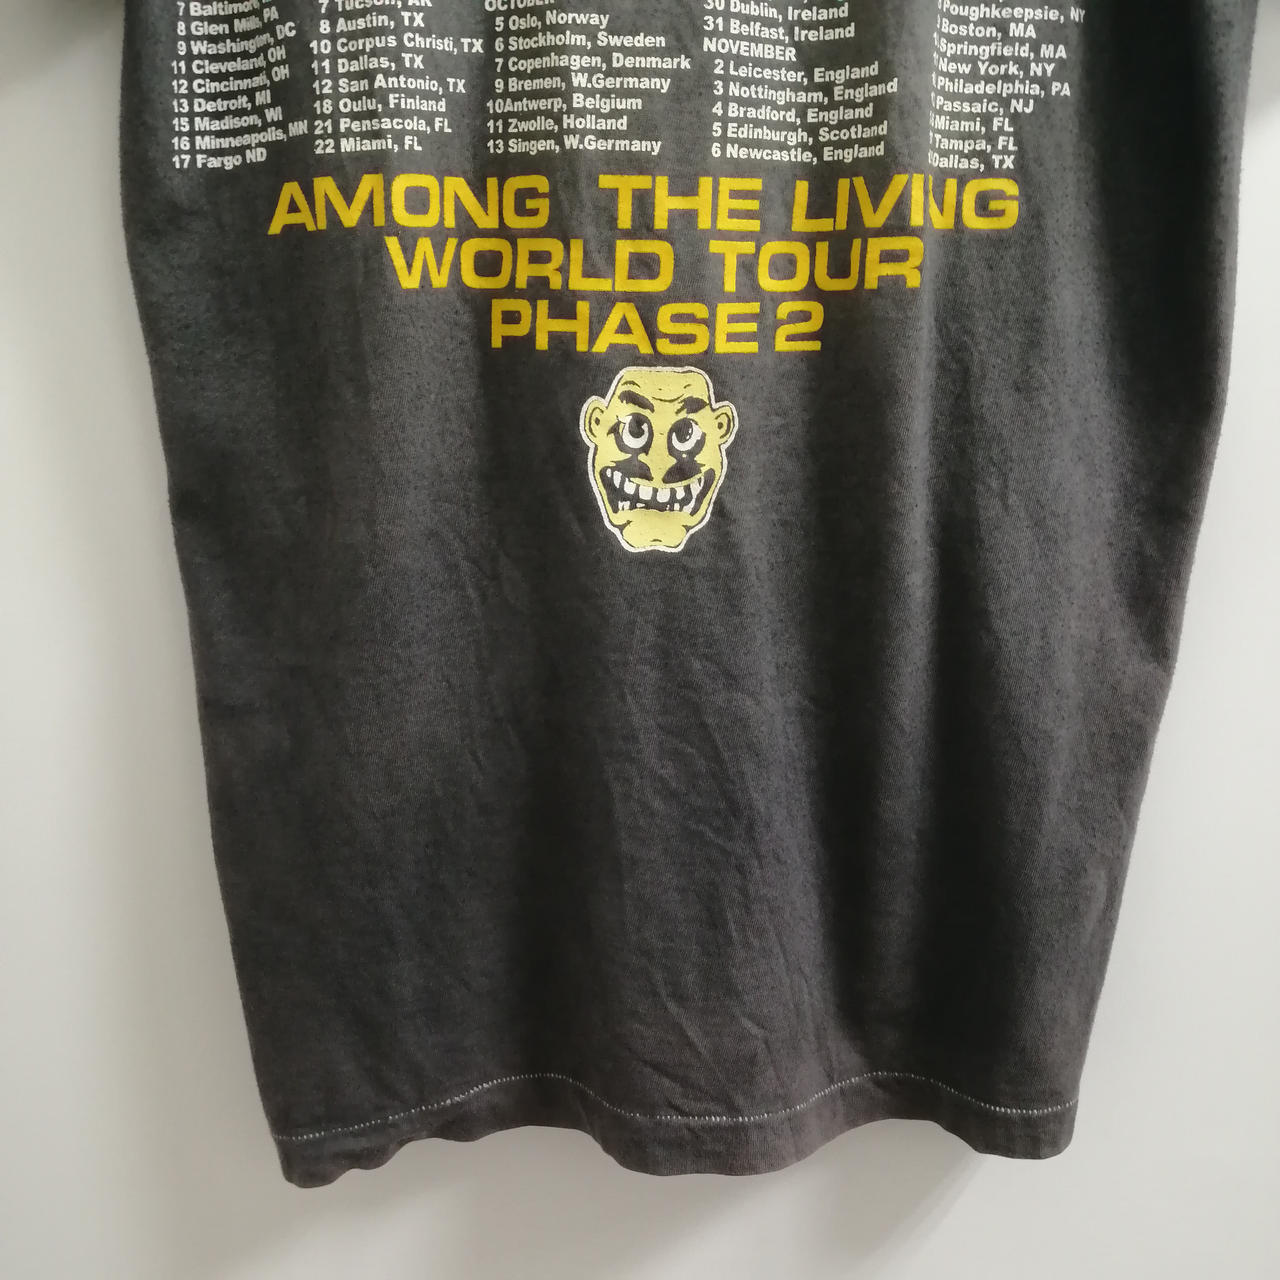 7 Baltimore,
8 Glen Mills, PA
9 Washington, DC
11 Cleveland, OH
12 Cincinnati, OH
13 Detroit, MI
15 Madison, WI
16 Minneapolis, MN
17 Fargo ND
7 Tucson, AR
8 Austin, TX
10 Corpus Christi, TX
11 Dallas, TX
12 San Antonio, TX
18 Oulu, Finland
21 Pensacola, FL
22 Miami, FL
OCTOBER
5 Oslo, Norway
6 Stockholm, Sweden
7 Copenhagen, Denmark
9 Bremen, W.Germany
10Antwerp, Belgium
11 Zwolle, Holland
13 Singen, W.Germany
30 Dublin, Ireland
31 Belfast, Ireland
NOVEMBER
2 Leicester, England
3 Nottingham, England
4 Bradford, England
5 Edinburgh, Scotland
6 Newcastle, England
Poughkeepsie, NY
Boston, MA
Springfield, MA
New York, NY
Philadelphia, PA
Passaic, NJ
Miami, FL
Tampa, FL
Dallas, TX
AMONG THE LIVING
WORLD TOUR
PHASE 2